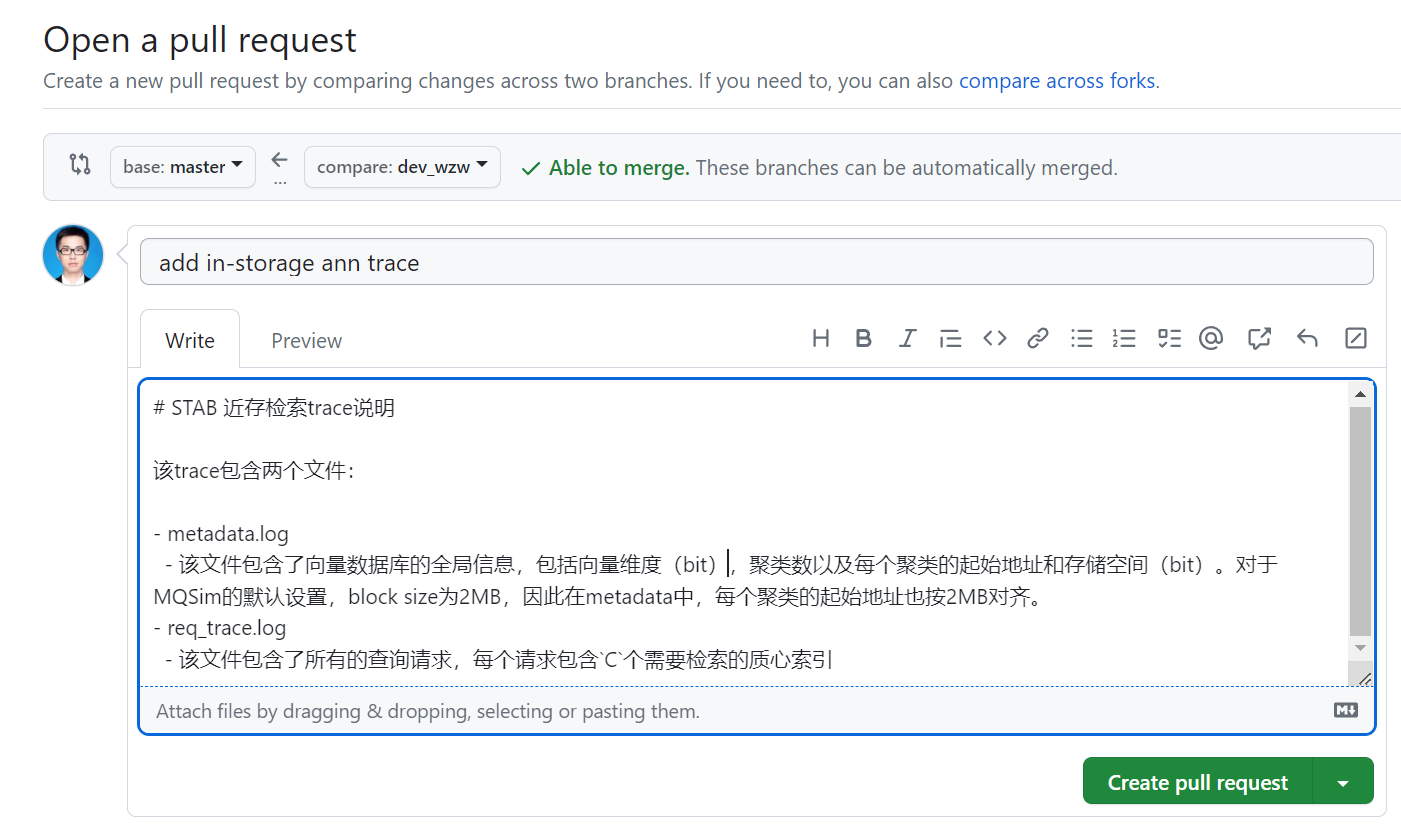 Open a pull request
Create a new pull request by comparing changes across two branches. If you need to, you can also compare across forks.
base: master
...
compare: dev_wzw
Able to merge. These branches can be automatically merged.
add in-storage ann trace
Write
Preview
# STAB 近存检索trace说明
该trace包含两个文件：
- metadata.log
- 该文件包含了向量数据库的全局信息，包括向量维度（bit），聚类数以及每个聚类的起始地址和存储空间（bit）。对于
MQSim的默认设置，block size为2MB，因此在metadata中，每个聚类的起始地址也按2MB对齐。
- req_trace.log
- 该文件包含了所有的查询请求，每个请求包含`C`个需要检索的质心索引
Attach files by dragging & dropping, selecting or pasting them.
Create pull request